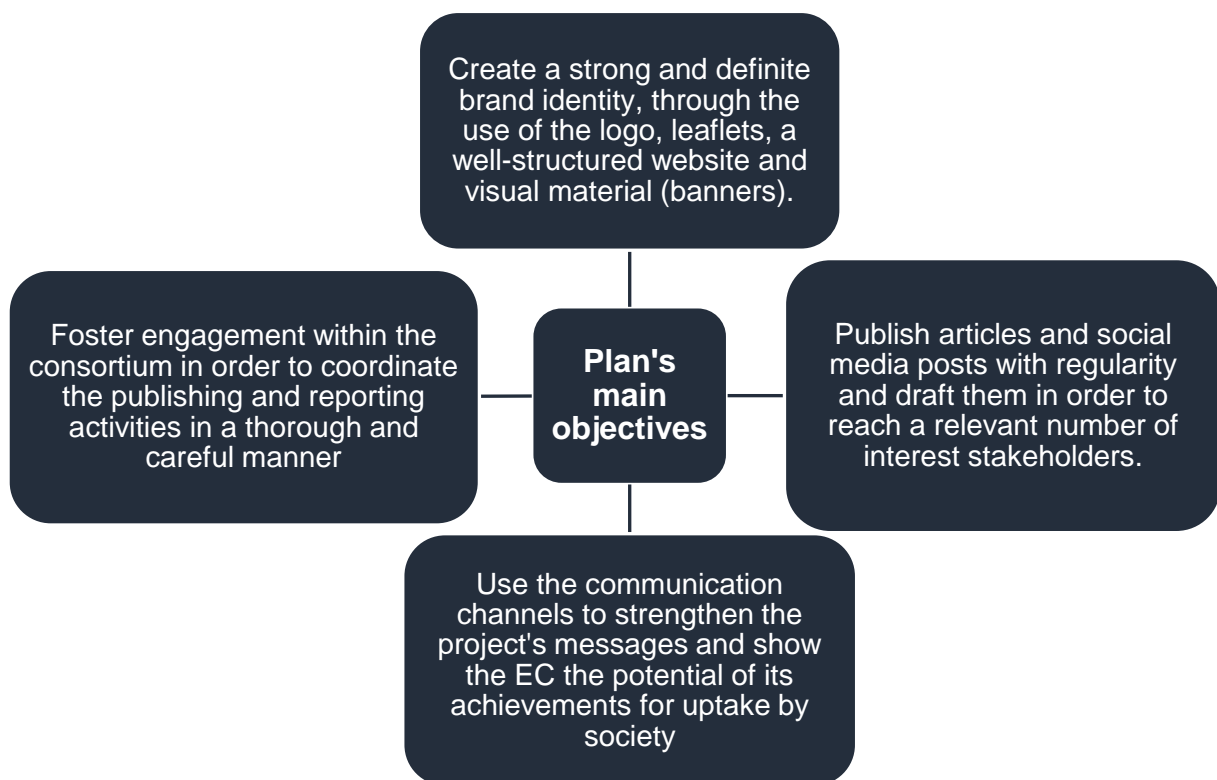 Create a strong and definite
brand identity, through the
use of the logo, leaflets, a
well-structured website and
visual material (banners).
Foster engagement within the
consortium in order to coordinate
the publishing and reporting
activities in a thorough and
careful manner
Plan's
main
objectives
Publish articles and social
media posts with regularity
and draft them in order to
reach a relevant number of
interest stakeholders.
Use the communication
channels to strengthen the
project's messages and show
the EC the potential of its
achievements for uptake by
society